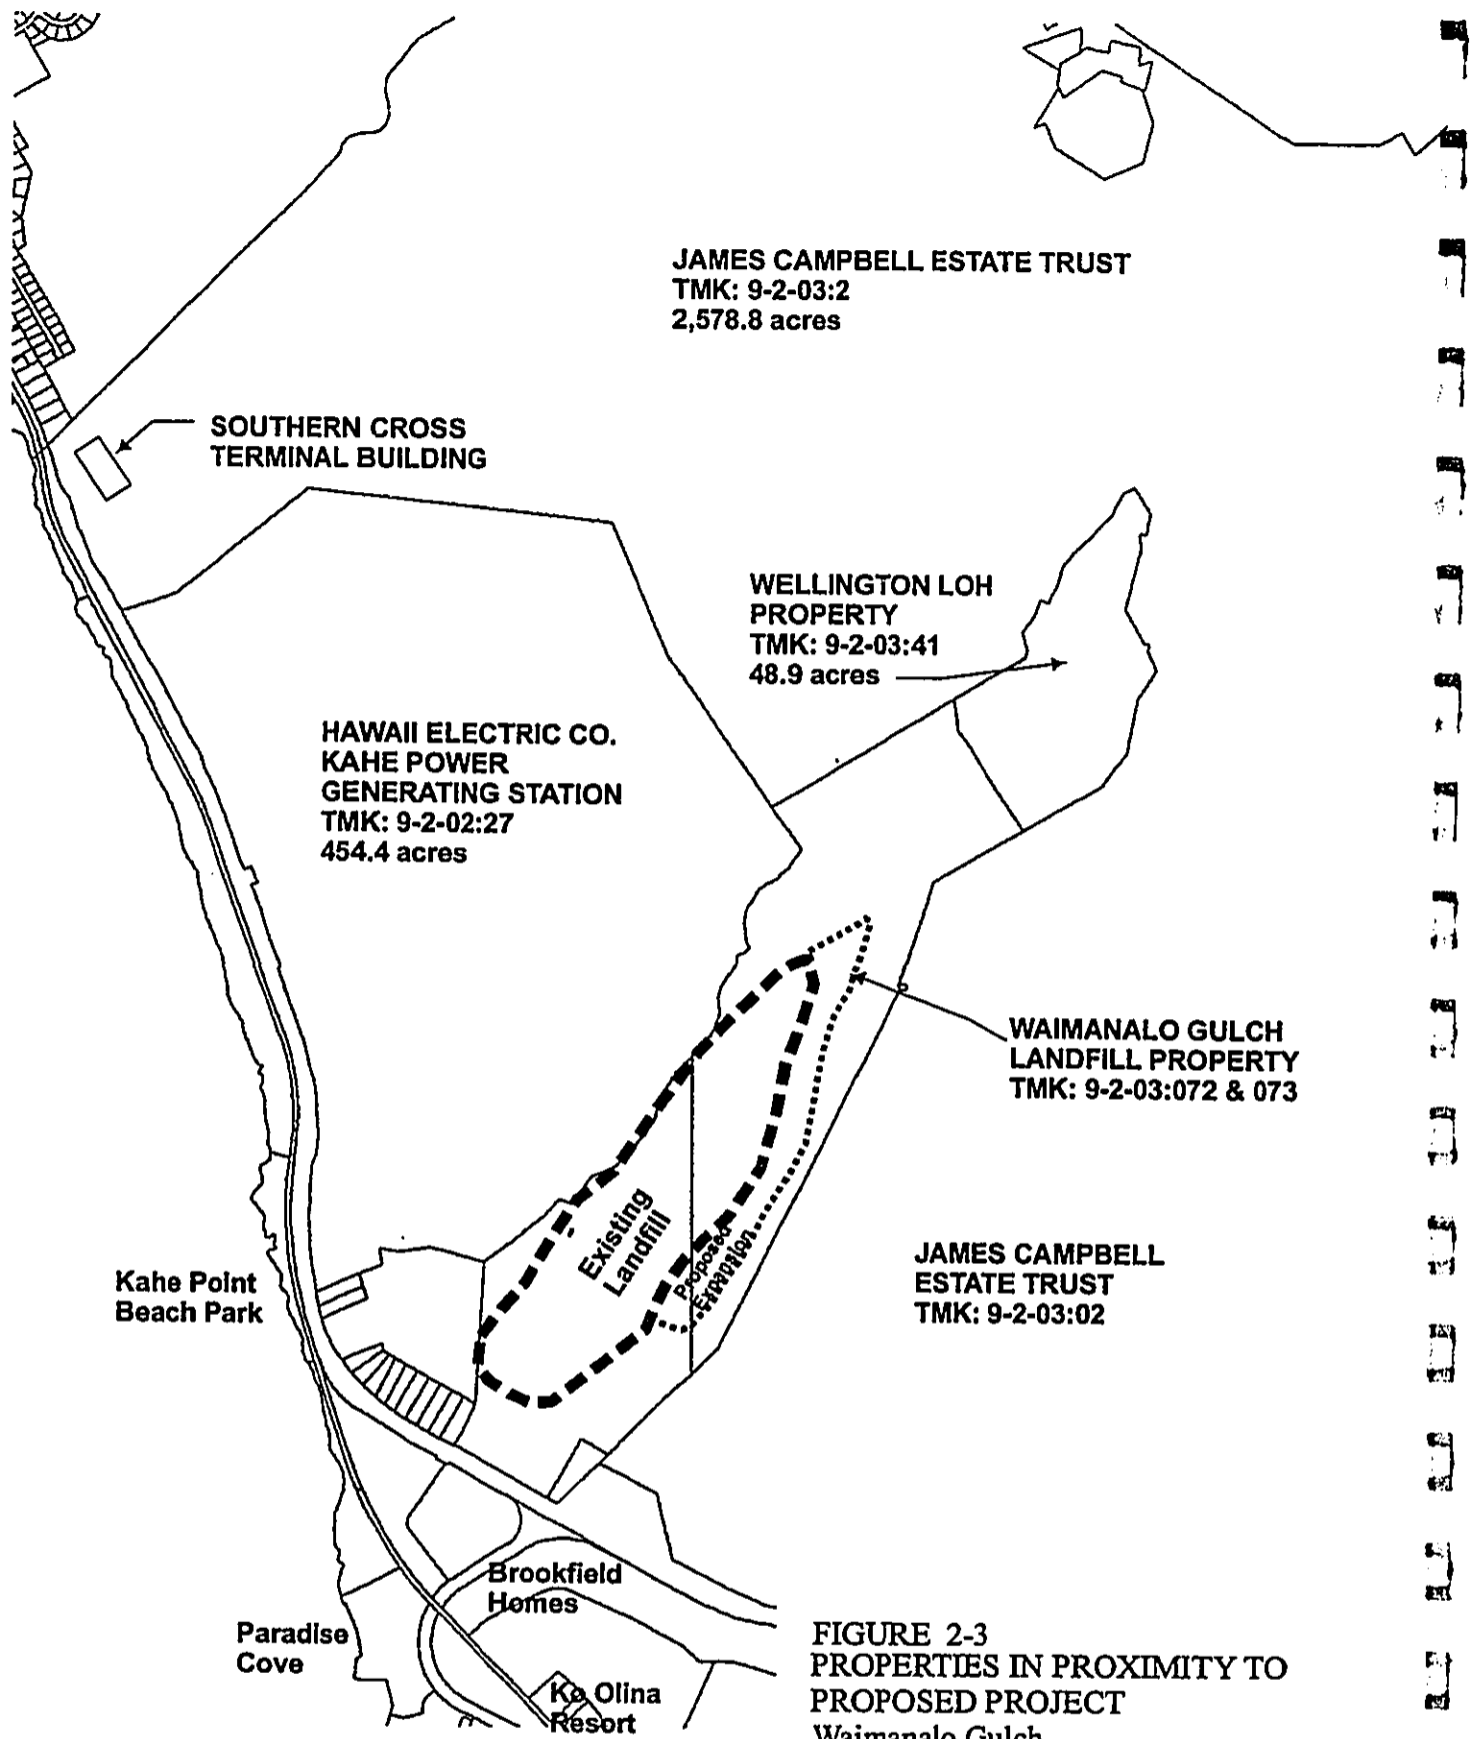 JAMES CAMPBELL ESTATE TRUST
TMK: 9-2-03:2
2,578.8 acres
SOUTHERN CROSS
TERMINAL BUILDING
WELLINGTON LOH
PROPERTY
TMK: 9-2-03:41
48.9 acres
HAWAII ELECTRIC CO.
KAHE POWER
GENERATING STATION
TMK: 9-2-02:27
454.4 acres
WAIMANALO GULCH
LANDFILL PROPERTY
TMK: 9-2-03:072 & 073
Existing
Landfill
Proposed
Expansion
JAMES CAMPBELL
ESTATE TRUST
TMK: 9-2-03:02
Kahe Point
Beach Park
Brookfield
Homes
Paradise
Cove
Ko Olina
Resort
FIGURE 2-3
PROPERTIES IN PROXIMITY TO
PROPOSED PROJECT
Waimanalo Gulch